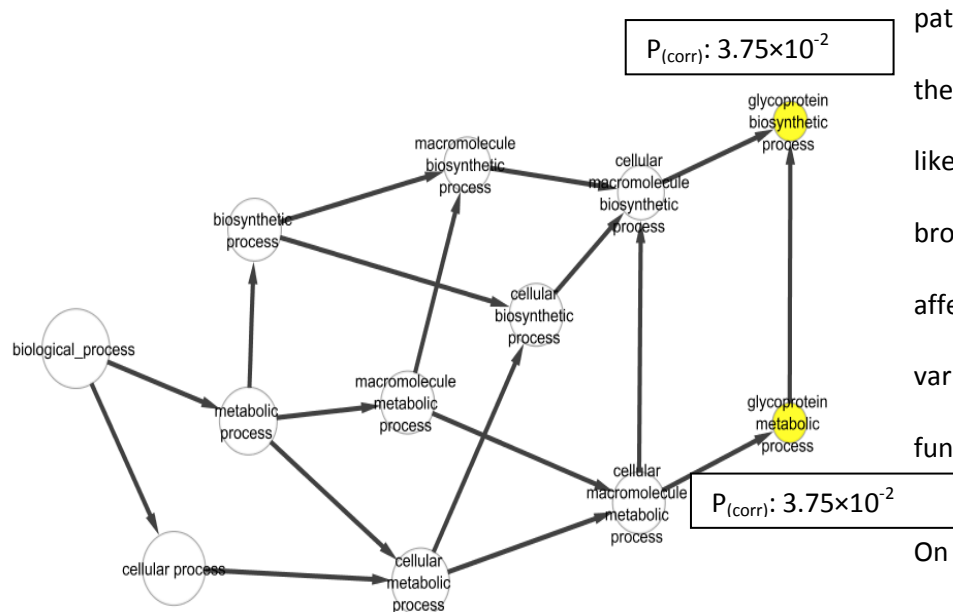 pat
P(corr): 3.75×10-2
the
glycoprotein
biosynthetic
process
macromolecule
biosynthetic
process
cellular
macromolecule
biosynthetic
process
like
biosynthetic
process
bro
cellular
biosynthetic
process
affe
biological_process
macromolecule
metabolic
process
var
metabolic
process
glycoprotein
metabolic
process
fun
cellular
macromolecule
metabolic
process
P(corr): 3.75×10-2
On
cellular process
cellular
metabolic
process